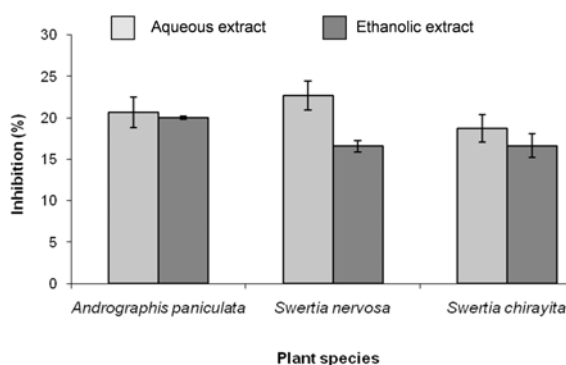 Aqueous extract
Ethanolic extract
Inhibition (%)
30
25
20
15
10
5
0
Andrographis paniculata
Swertia nervosa
Swertia chirayita
Plant species